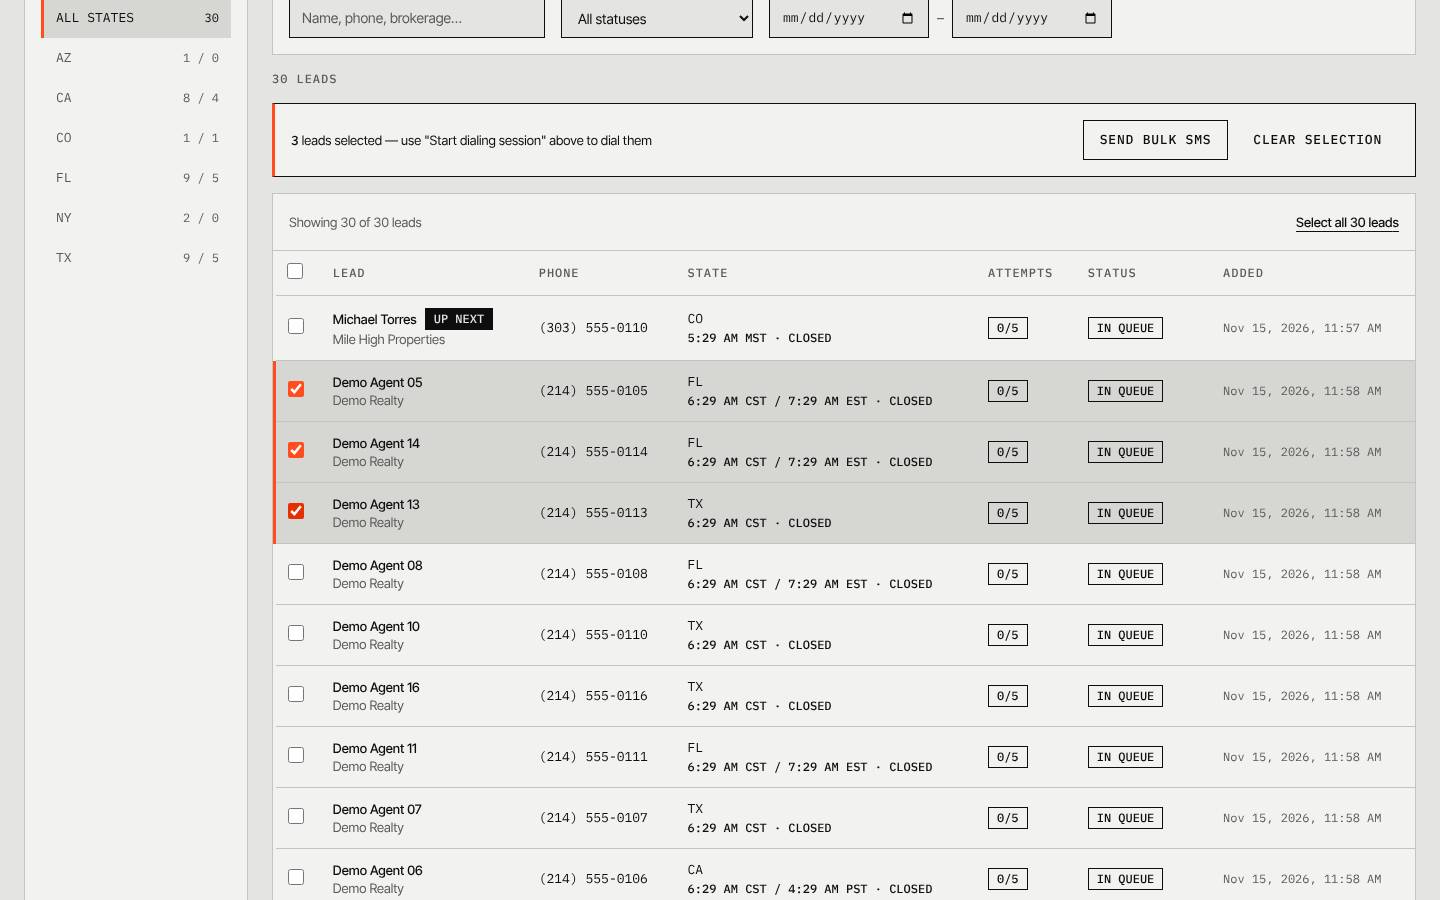 ALL STATES 30
AZ 1 / 0
CA 8 / 4
CO 1 / 1
FL 9 / 5
NY 2 / 0
TX 9 / 5
Name, phone, brokerage... All statuses mm/dd/yyyy – mm/dd/yyyy
30 LEADS
3 leads selected — use "Start dialing session" above to dial them SEND BULK SMS CLEAR SELECTION
Showing 30 of 30 leads Select all 30 leads
LEAD PHONE STATE ATTEMPTS STATUS ADDED
Michael Torres UP NEXT
Mile High Properties
(303) 555-0110
CO
5:29 AM MST · CLOSED
0/5 IN QUEUE Nov 15, 2026, 11:57 AM
Demo Agent 05
Demo Realty
(214) 555-0105
FL
6:29 AM CST / 7:29 AM EST · CLOSED
0/5 IN QUEUE Nov 15, 2026, 11:58 AM
Demo Agent 14
Demo Realty
(214) 555-0114
FL
6:29 AM CST / 7:29 AM EST · CLOSED
0/5 IN QUEUE Nov 15, 2026, 11:58 AM
Demo Agent 13
Demo Realty
(214) 555-0113
TX
6:29 AM CST · CLOSED
0/5 IN QUEUE Nov 15, 2026, 11:58 AM
Demo Agent 08
Demo Realty
(214) 555-0108
FL
6:29 AM CST / 7:29 AM EST · CLOSED
0/5 IN QUEUE Nov 15, 2026, 11:58 AM
Demo Agent 10
Demo Realty
(214) 555-0110
TX
6:29 AM CST · CLOSED
0/5 IN QUEUE Nov 15, 2026, 11:58 AM
Demo Agent 16
Demo Realty
(214) 555-0116
TX
6:29 AM CST · CLOSED
0/5 IN QUEUE Nov 15, 2026, 11:58 AM
Demo Agent 11
Demo Realty
(214) 555-0111
FL
6:29 AM CST / 7:29 AM EST · CLOSED
0/5 IN QUEUE Nov 15, 2026, 11:58 AM
Demo Agent 07
Demo Realty
(214) 555-0107
TX
6:29 AM CST · CLOSED
0/5 IN QUEUE Nov 15, 2026, 11:58 AM
Demo Agent 06
Demo Realty
(214) 555-0106
CA
6:29 AM CST / 4:29 AM PST · CLOSED
0/5 IN QUEUE Nov 15, 2026, 11:58 AM